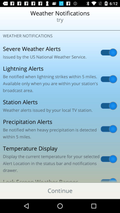 6:12
Weather Notifications
try
WEATHER NOTIFICATIONS
Severe Weather Alerts
Issued by the US National Weather Service.
Lightning Alerts
Be notified when lightning strikes within 5 miles.
Available only when you are within your station's
broadcast area.
Station Alerts
Weather alerts issued by your local TV station.
Precipitation Alerts
Be notified when heavy precipitation is detected
within 5 miles.
Temperature Display
Display the current temperature for your selected
Alert Location in the status bar and notifications
drawer.
Continue